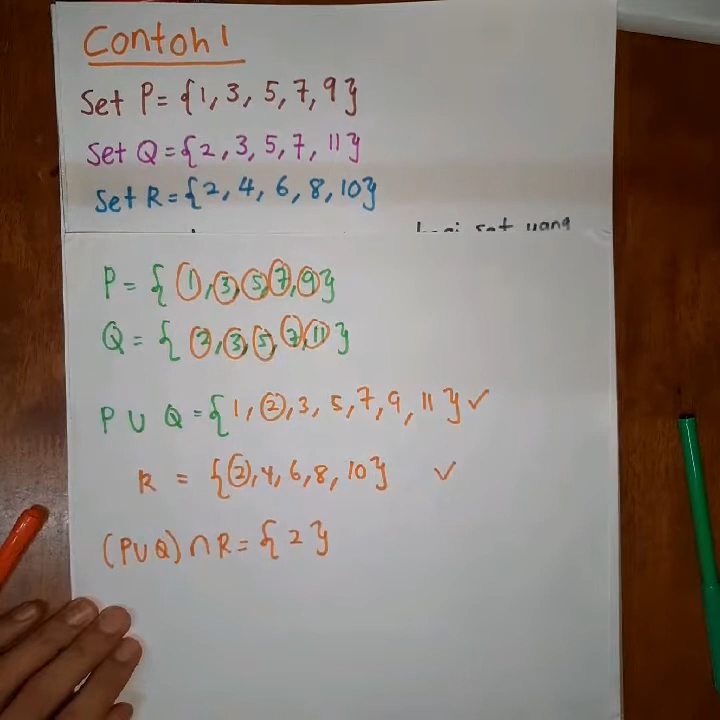 Contoh 1
Set P = {1, 3, 5, 7, 9}
Set Q = {2, 3, 5, 7, 11}
Set R = {2, 4, 6, 8, 10}
set yang
P = {1, 3, 5, 7, 9}
Q = {2, 3, 5, 7, 11}
P ∪ Q = {1, 2, 3, 5, 7, 9, 11} ✓
R = {2, 4, 6, 8, 10} ✓
(P∪Q) ∩ R = {2}